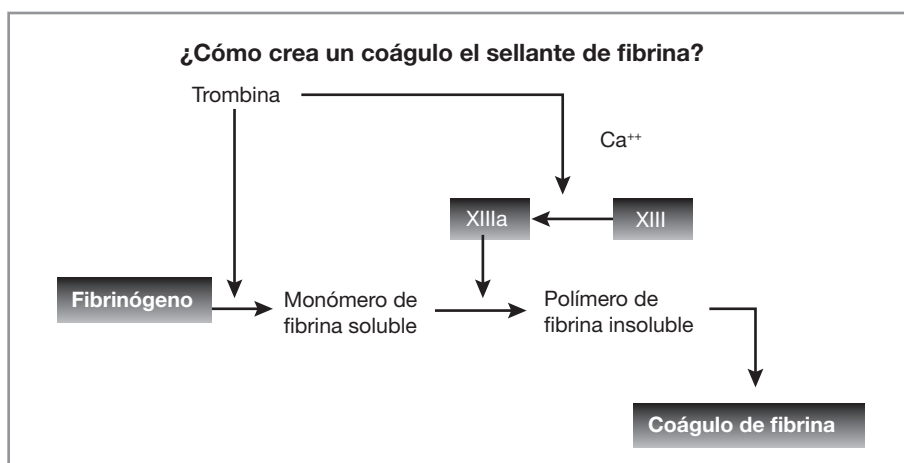 ¿Cómo crea un coágulo el sellante de fibrina?
Trombina
Ca⁺⁺
XIIIa
XIII
Fibrinógeno
Monómero de
fibrina soluble
Polímero de
fibrina insoluble
Coágulo de fibrina